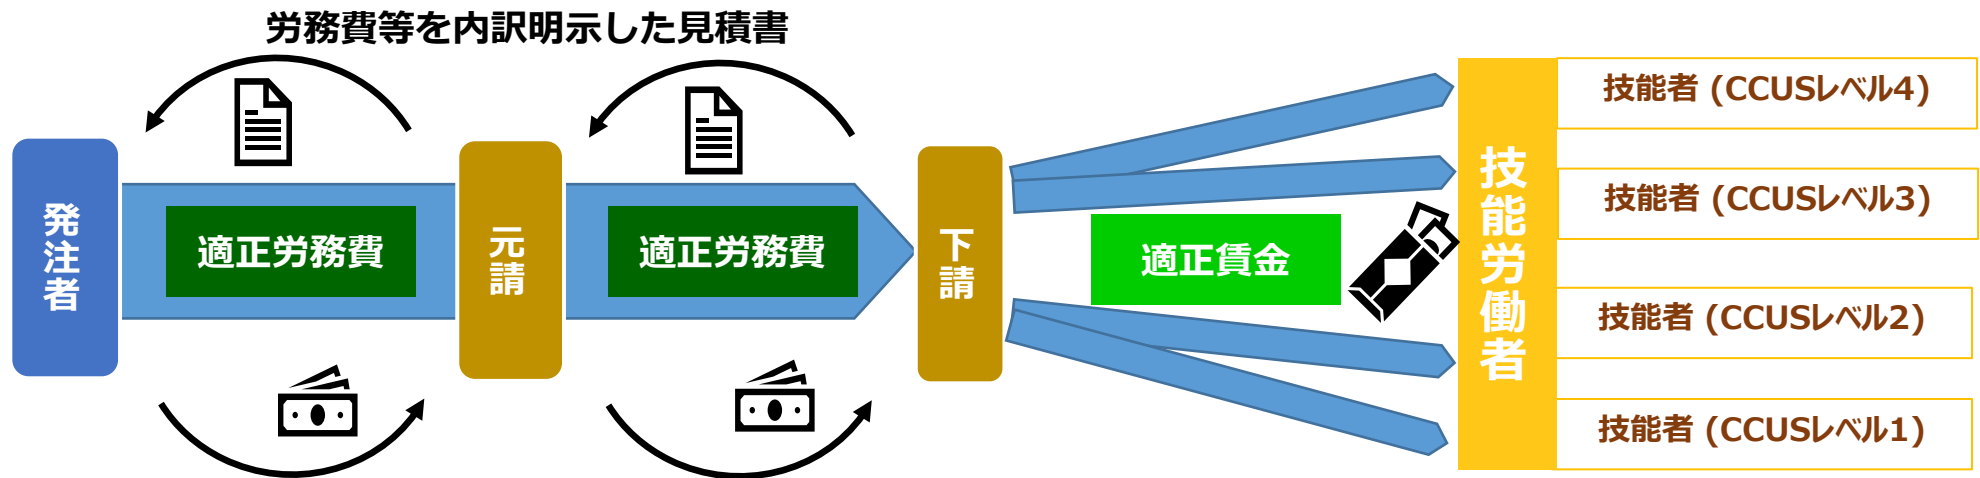 労務費等を内訳明示した見積書
発注者
適正労務費
元請
適正労務費
下請
適正賃金
技能労働者
技能者 (CCUSレベル4)
技能者 (CCUSレベル3)
技能者 (CCUSレベル2)
技能者 (CCUSレベル1)